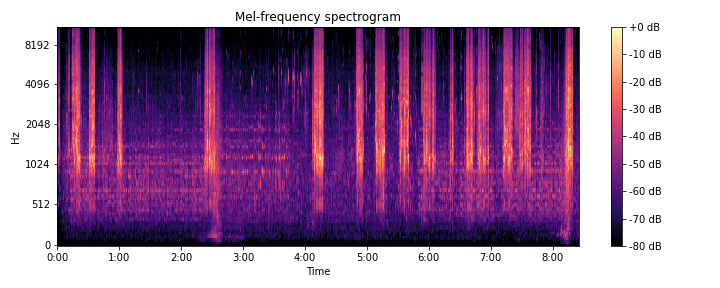 Mel-frequency spectrogram
Hz
8192
4096
2048
1024
512
0
0:00 1:00 2:00 3:00 4:00 5:00 6:00 7:00 8:00
Time
+0 dB
-10 dB
-20 dB
-30 dB
-40 dB
-50 dB
-60 dB
-70 dB
-80 dB